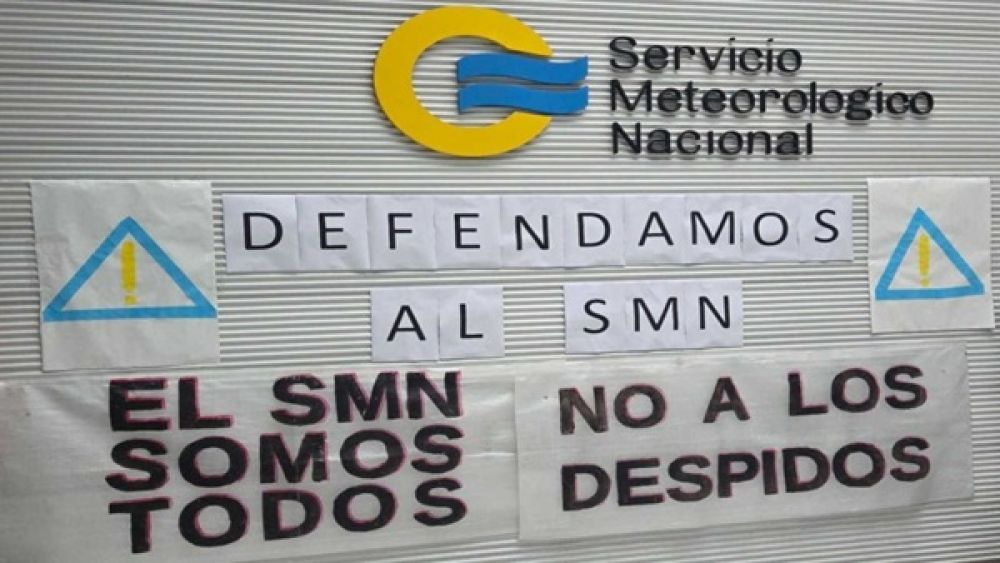 Servicio
Meteorologico
Nacional
DEFENDAMOS
AL SMN
EL SMN
SOMOS
TODOS
NO A LOS
DESPIDOS